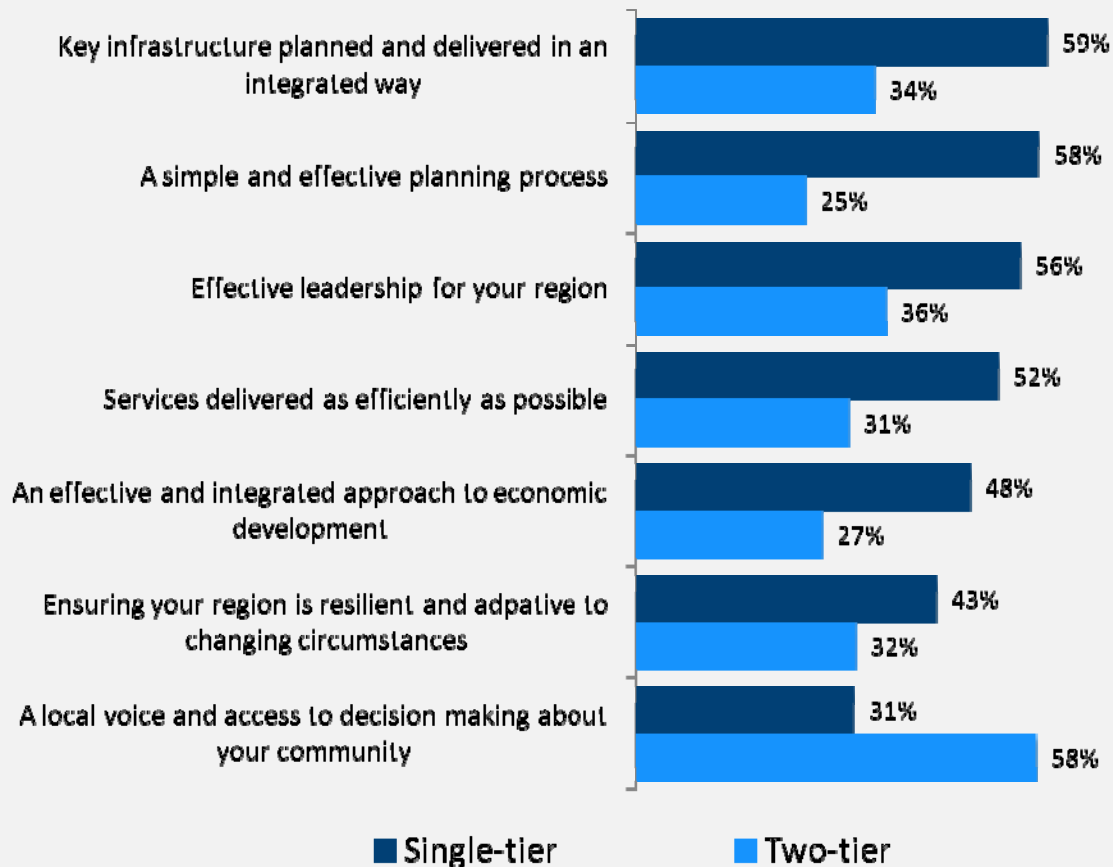 Key infrastructure planned and delivered in an
integrated way
59%
34%
A simple and effective planning process
58%
25%
Effective leadership for your region
56%
36%
Services delivered as efficiently as possible
52%
31%
An effective and integrated approach to economic
development
48%
27%
Ensuring your region is resilient and adpative to
changing circumstances
43%
32%
A local voice and access to decision making about
your community
31%
58%
Single-tier
Two-tier